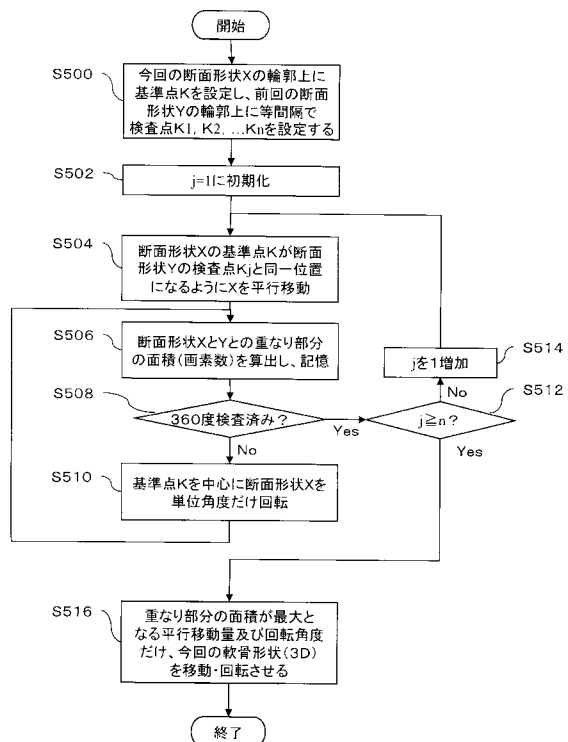 開始
S500
今回の断面形状Xの輪郭上に
基準点Kを設定し、前回の断面
形状Yの輪郭上に等間隔で
検査点K1, K2, …Knを設定する
S502
j=1に初期化
S504
断面形状Xの基準点Kが断面
形状Yの検査点Kjと同一位置
になるようにXを平行移動
S506
断面形状XとYとの重なり部分
の面積(画素数)を算出し、記憶
S514
jを1増加
S508
360度検査済み?
Yes
No
S512
j≧n?
No
Yes
S510
基準点Kを中心に断面形状Xを
単位角度だけ回転
S516
重なり部分の面積が最大と
なる平行移動量及び回転角度
だけ、今回の軟骨形状(3D)
を移動・回転させる
終了